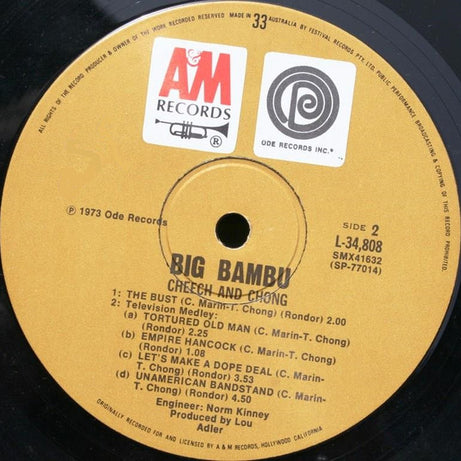 ALL RIGHTS OF THE RECORD PRODUCER & OWNER OF THE WORK REPRODUCED RESERVED MADE IN 33 AUSTRALIA BY FESTIVAL RECORDS PTY. LTD. PUBLIC PERFORMANCE BROADCASTING & COPYING OF THIS RECORD PROHIBITED.
A&M
RECORDS
®
ODE RECORDS INC.*
℗ 1973 Ode Records
SIDE 2
L-34,808
SMX41632
(SP-77014)
BIG BAMBU
CHEECH AND CHONG
1: THE BUST (C. Marin-T. Chong) (Rondor) 2.00
2: Television Medley:
(a) TORTURED OLD MAN (C. Marin-T. Chong)
(Rondor) 2.25
(b) EMPIRE HANCOCK (C. Marin-T. Chong)
(Rondor) 1.08
(c) LET'S MAKE A DOPE DEAL (C. Marin-
T. Chong) (Rondor) 3.53
(d) UNAMERICAN BANDSTAND (C. Marin-
T. Chong) (Rondor) 4.50
Engineer: Norm Kinney
Produced by Lou
Adler
ORIGINALLY RECORDED FOR AND LICENSED BY A & M RECORDS, HOLLYWOOD CALIFORNIA